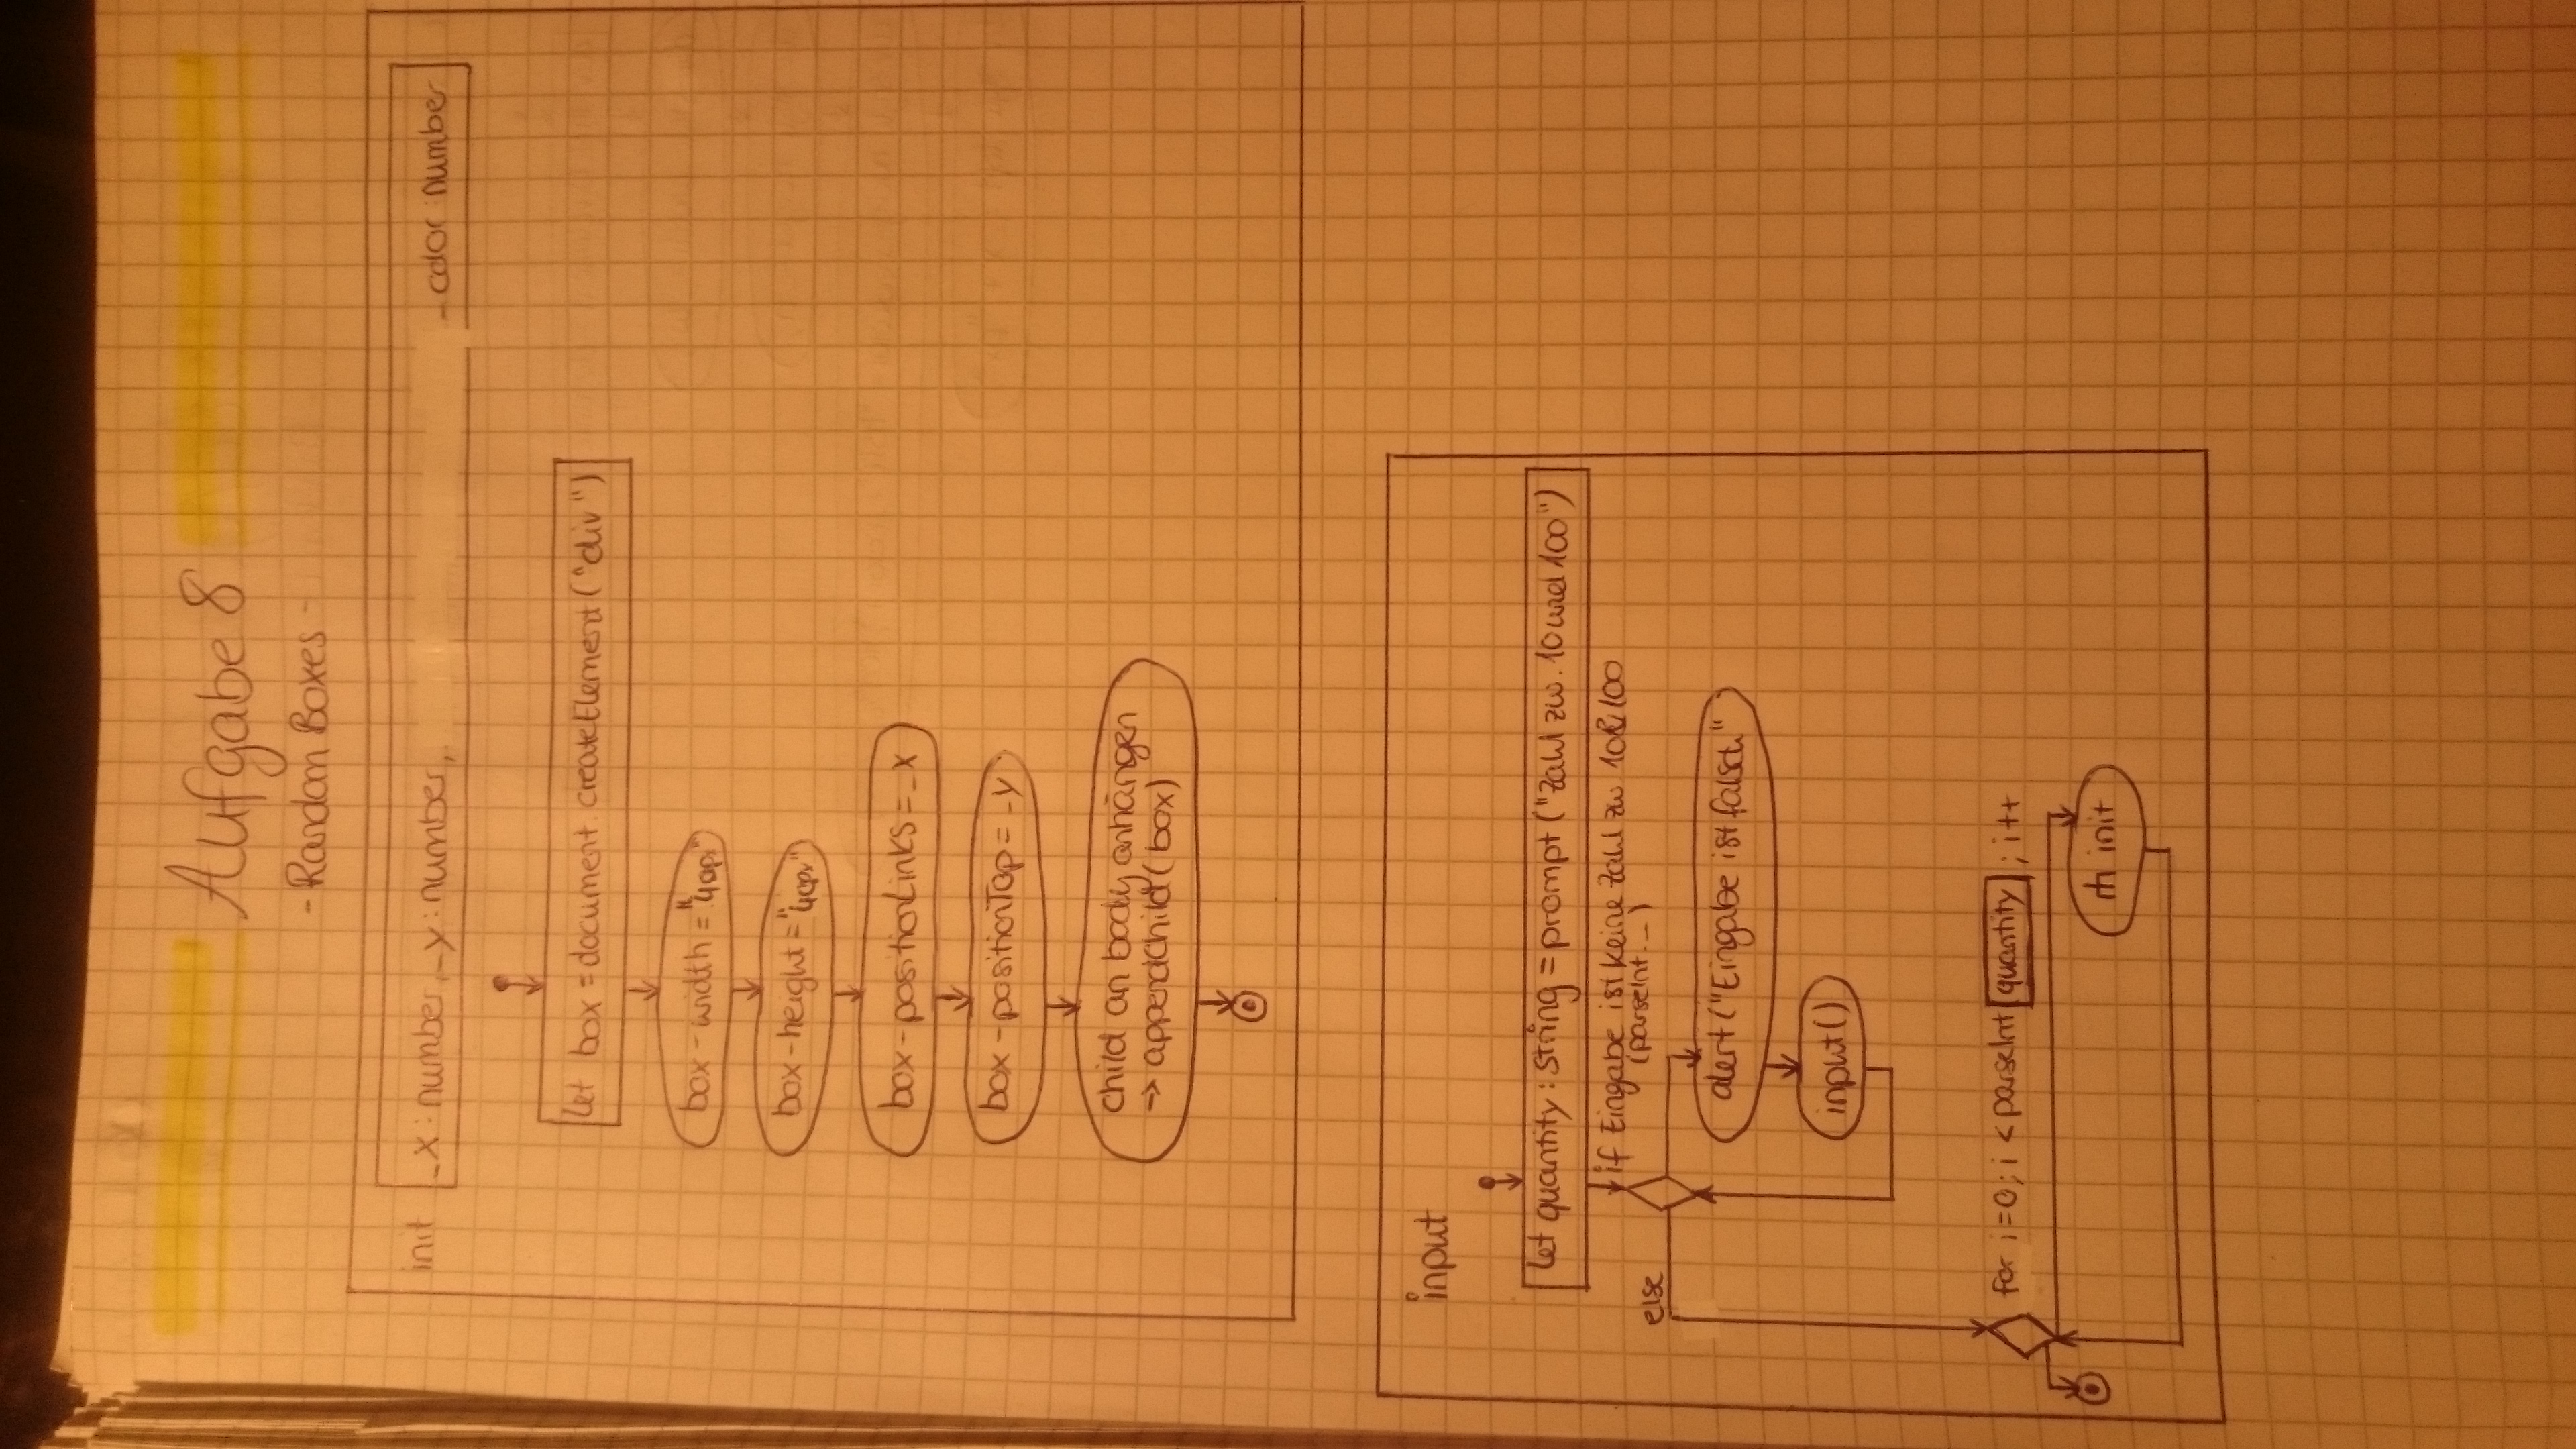 Aufgabe 8
- Random Boxes -
init _x: number, _y: number, _color: number
let box = document.createElement("div")
box-width = "40px"
box-height = "40px"
box-positionLinks = _x
box-positionTop = _y
child an body anhängen
→ appendChild(box)
input
let quantity: string = prompt ("Zahl zw. 10 und 100")
if Eingabe ist keine Zahl zw 10&100
(parseInt...)
else
alert("Eingabe ist falsch"
input()
for i=0; i < parseInt quantity ; i++
init